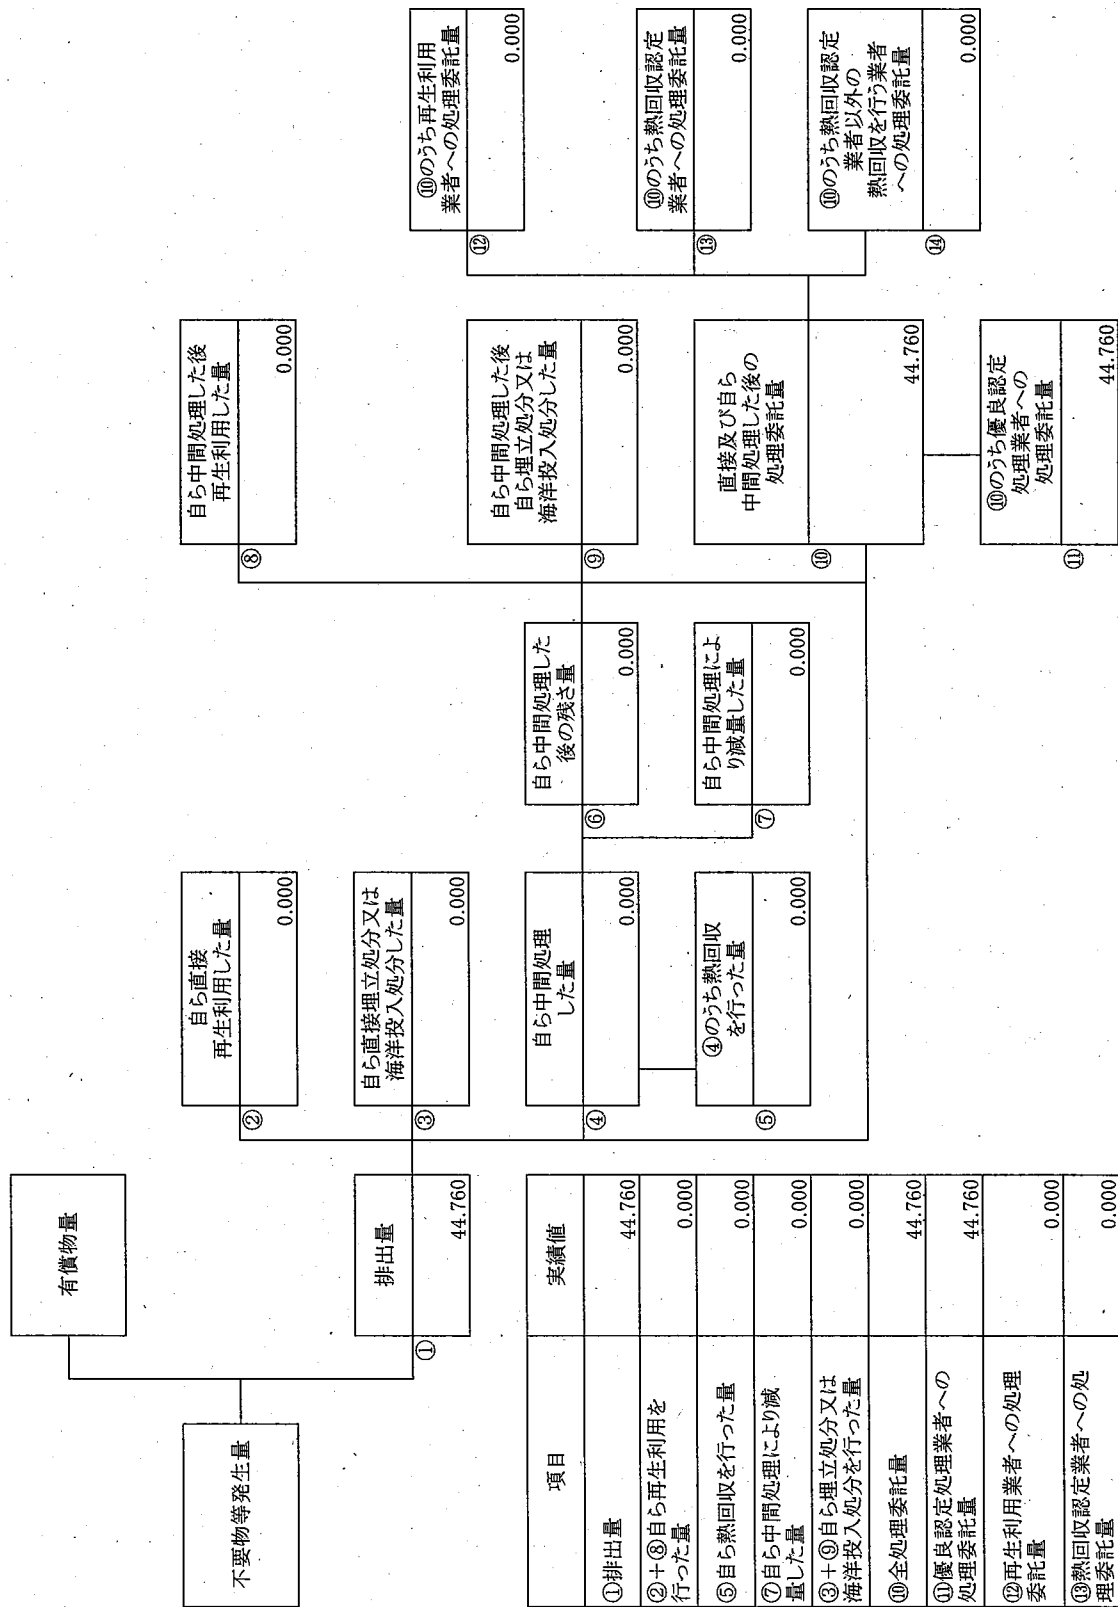 有償物量
不要物等発生量
排出量
①
44.760
自ら直接
再生利用した量
②
0.000
自ら直接埋立処分又は
海洋投入処分した量
③
0.000
自ら中間処理
した量
④
0.000
④のうち熱回収
を行った量
⑤
0.000
自ら中間処理した
後の残さ量
⑥
0.000
自ら中間処理によ
り減量した量
⑦
0.000
自ら中間処理した後
再生利用した量
⑧
0.000
自ら中間処理した後
自ら埋立処分又は
海洋投入処分した量
⑨
0.000
直接及び自ら
中間処理した後の
処理委託量
⑩
44.760
⑩のうち優良認定
処理業者への
処理委託量
⑪
44.760
⑩のうち再生利用
業者への処理委託量
⑫
0.000
⑩のうち熱回収認定
業者への処理委託量
⑬
0.000
⑩のうち熱回収認定
業者以外の
熱回収を行う業者
への処理委託量
⑭
0.000
項目
実績値
①排出量
44.760
②+⑧自ら再生利用を
行った量
0.000
⑤自ら熱回収を行った量
0.000
⑦自ら中間処理により減
量した量
0.000
③+⑨自ら埋立処分又は
海洋投入処分を行った量
0.000
⑩全処理委託量
44.760
⑪優良認定処理業者への
処理委託量
44.760
⑫再生利用業者への処理
委託量
0.000
⑬熱回収認定業者への処
理委託量
0.000